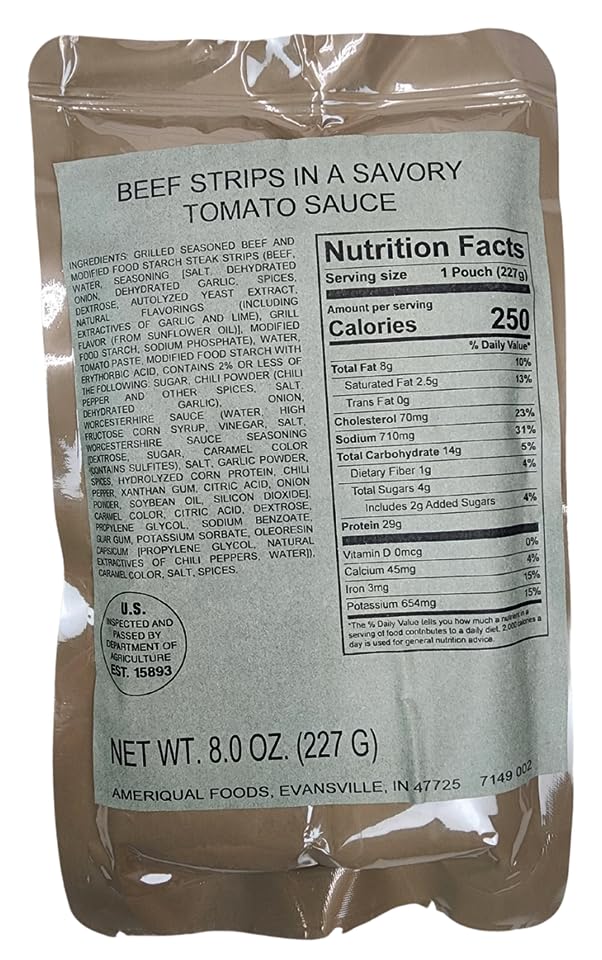 BEEF STRIPS IN A SAVORY
TOMATO SAUCE
INGREDIENTS: GRILLED SEASONED BEEF AND
MODIFIED FOOD STARCH STEAK STRIPS (BEEF,
WATER, SEASONING [SALT, DEHYDRATED
ONION, DEHYDRATED GARLIC, SPICES,
DEXTROSE, AUTOLYZED YEAST EXTRACT,
NATURAL FLAVORINGS (INCLUDING
EXTRACTIVES OF GARLIC AND LIME), GRILL
FLAVOR (FROM SUNFLOWER OIL)], MODIFIED
FOOD STARCH, SODIUM PHOSPHATE), WATER,
TOMATO PASTE, MODIFIED FOOD STARCH WITH
ERYTHORBIC ACID, CONTAINS 2% OR LESS OF
THE FOLLOWING: SUGAR, CHILI POWDER (CHILI
PEPPER AND OTHER SPICES, SALT,
DEHYDRATED GARLIC), ONION,
WORCESTERHIRE SAUCE (WATER, HIGH
FRUCTOSE CORN SYRUP, VINEGAR, SALT,
WORCESTERSHIRE SAUCE SEASONING
[DEXTROSE, SUGAR, CARAMEL COLOR
(CONTAINS SULFITES), SALT, GARLIC POWDER,
SPICES, HYDROLYZED CORN PROTEIN, CHILI
PEPPER, XANTHAN GUM, CITRIC ACID, ONION
POWDER, SOYBEAN OIL, SILICON DIOXIDE],
CARAMEL COLOR, CITRIC ACID, DEXTROSE,
PROPYLENE GLYCOL, SODIUM BENZOATE,
GUAR GUM, POTASSIUM SORBATE, OLEORESIN
CAPSICUM [PROPYLENE GLYCOL, NATURAL
EXTRACTIVES OF CHILI PEPPERS, WATER]),
CARAMEL COLOR, SALT, SPICES.
U.S.
INSPECTED AND
PASSED BY
DEPARTMENT OF
AGRICULTURE
EST. 15893
Nutrition Facts
Serving size 1 Pouch (227g)
Amount per serving
Calories 250
% Daily Value*
Total Fat 8g 10%
Saturated Fat 2.5g 13%
Trans Fat 0g
Cholesterol 70mg 23%
Sodium 710mg 31%
Total Carbohydrate 14g 5%
Dietary Fiber 1g 4%
Total Sugars 4g
Includes 2g Added Sugars 4%
Protein 29g
Vitamin D 0mcg 0%
Calcium 45mg 4%
Iron 3mg 15%
Potassium 654mg 15%
*The % Daily Value tells you how much a nutrient in a
serving of food contributes to a daily diet. 2,000 calories a
day is used for general nutrition advice.
NET WT. 8.0 OZ. (227 G)
AMERIQUAL FOODS, EVANSVILLE, IN 47725 7149 002